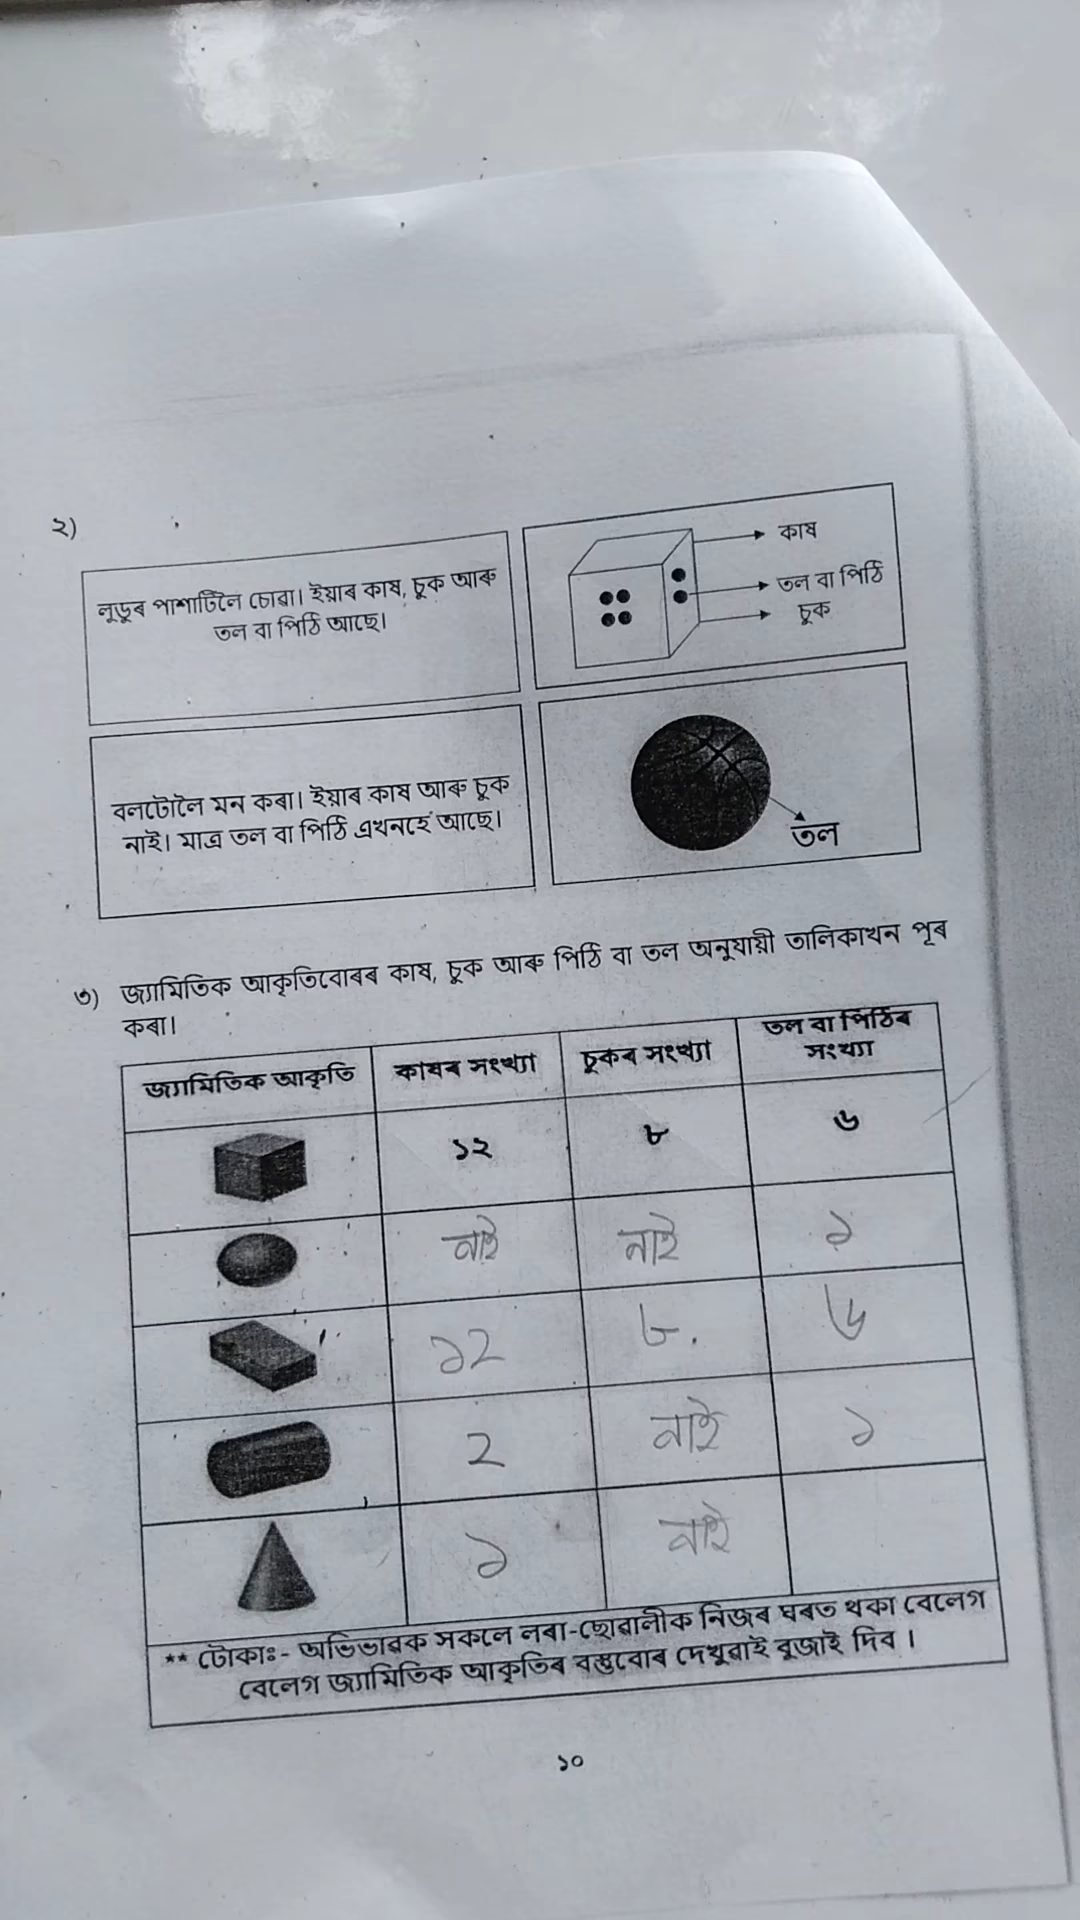 ২)
লুডুৰ পাশাটিলৈ চোৱা। ইয়াৰ কাষ, চুক আৰু
তল বা পিঠি আছে।
কাষ
তল বা পিঠি
চুক
বলটোলৈ মন কৰা। ইয়াৰ কাষ আৰু চুক
নাই। মাত্ৰ তল বা পিঠি এখনহে আছে।
তল
৩) জ্যামিতিক আকৃতিবোৰৰ কাষ, চুক আৰু পিঠি বা তল অনুযায়ী তালিকাখন পূৰ
কৰা।
জ্যামিতিক আকৃতি কাষৰ সংখ্যা চুকৰ সংখ্যা তল বা পিঠিৰ
সংখ্যা
১২ ৮ ৬
নাই নাই ১
১২ ৮. ৬
২ নাই ১
১ নাই
** টোকাঃ- অভিভাৱক সকলে লৰা-ছোৱালীক নিজৰ ঘৰত থকা বেলেগ
বেলেগ জ্যামিতিক আকৃতিৰ বস্তুবোৰ দেখুৱাই বুজাই দিব ।
১০